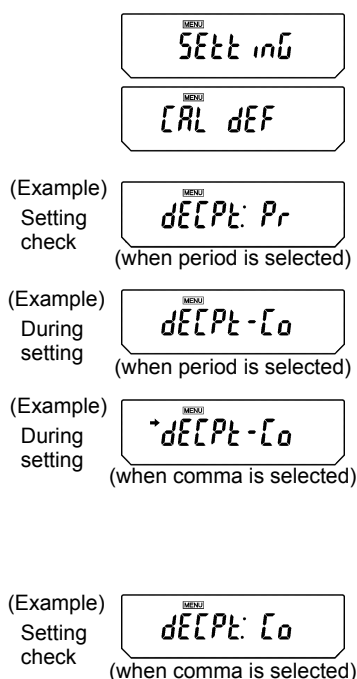 MENU
SEtt inG
MENU
CAL dEF
(Example)
Setting
check
MENU
dECPt: Pr
(when period is selected)
(Example)
During
setting
MENU
dECPt-Co
(when period is selected)
(Example)
During
setting
MENU
➔dECPt-Co
(when comma is selected)
(Example)
Setting
check
MENU
dECPt: Co
(when comma is selected)